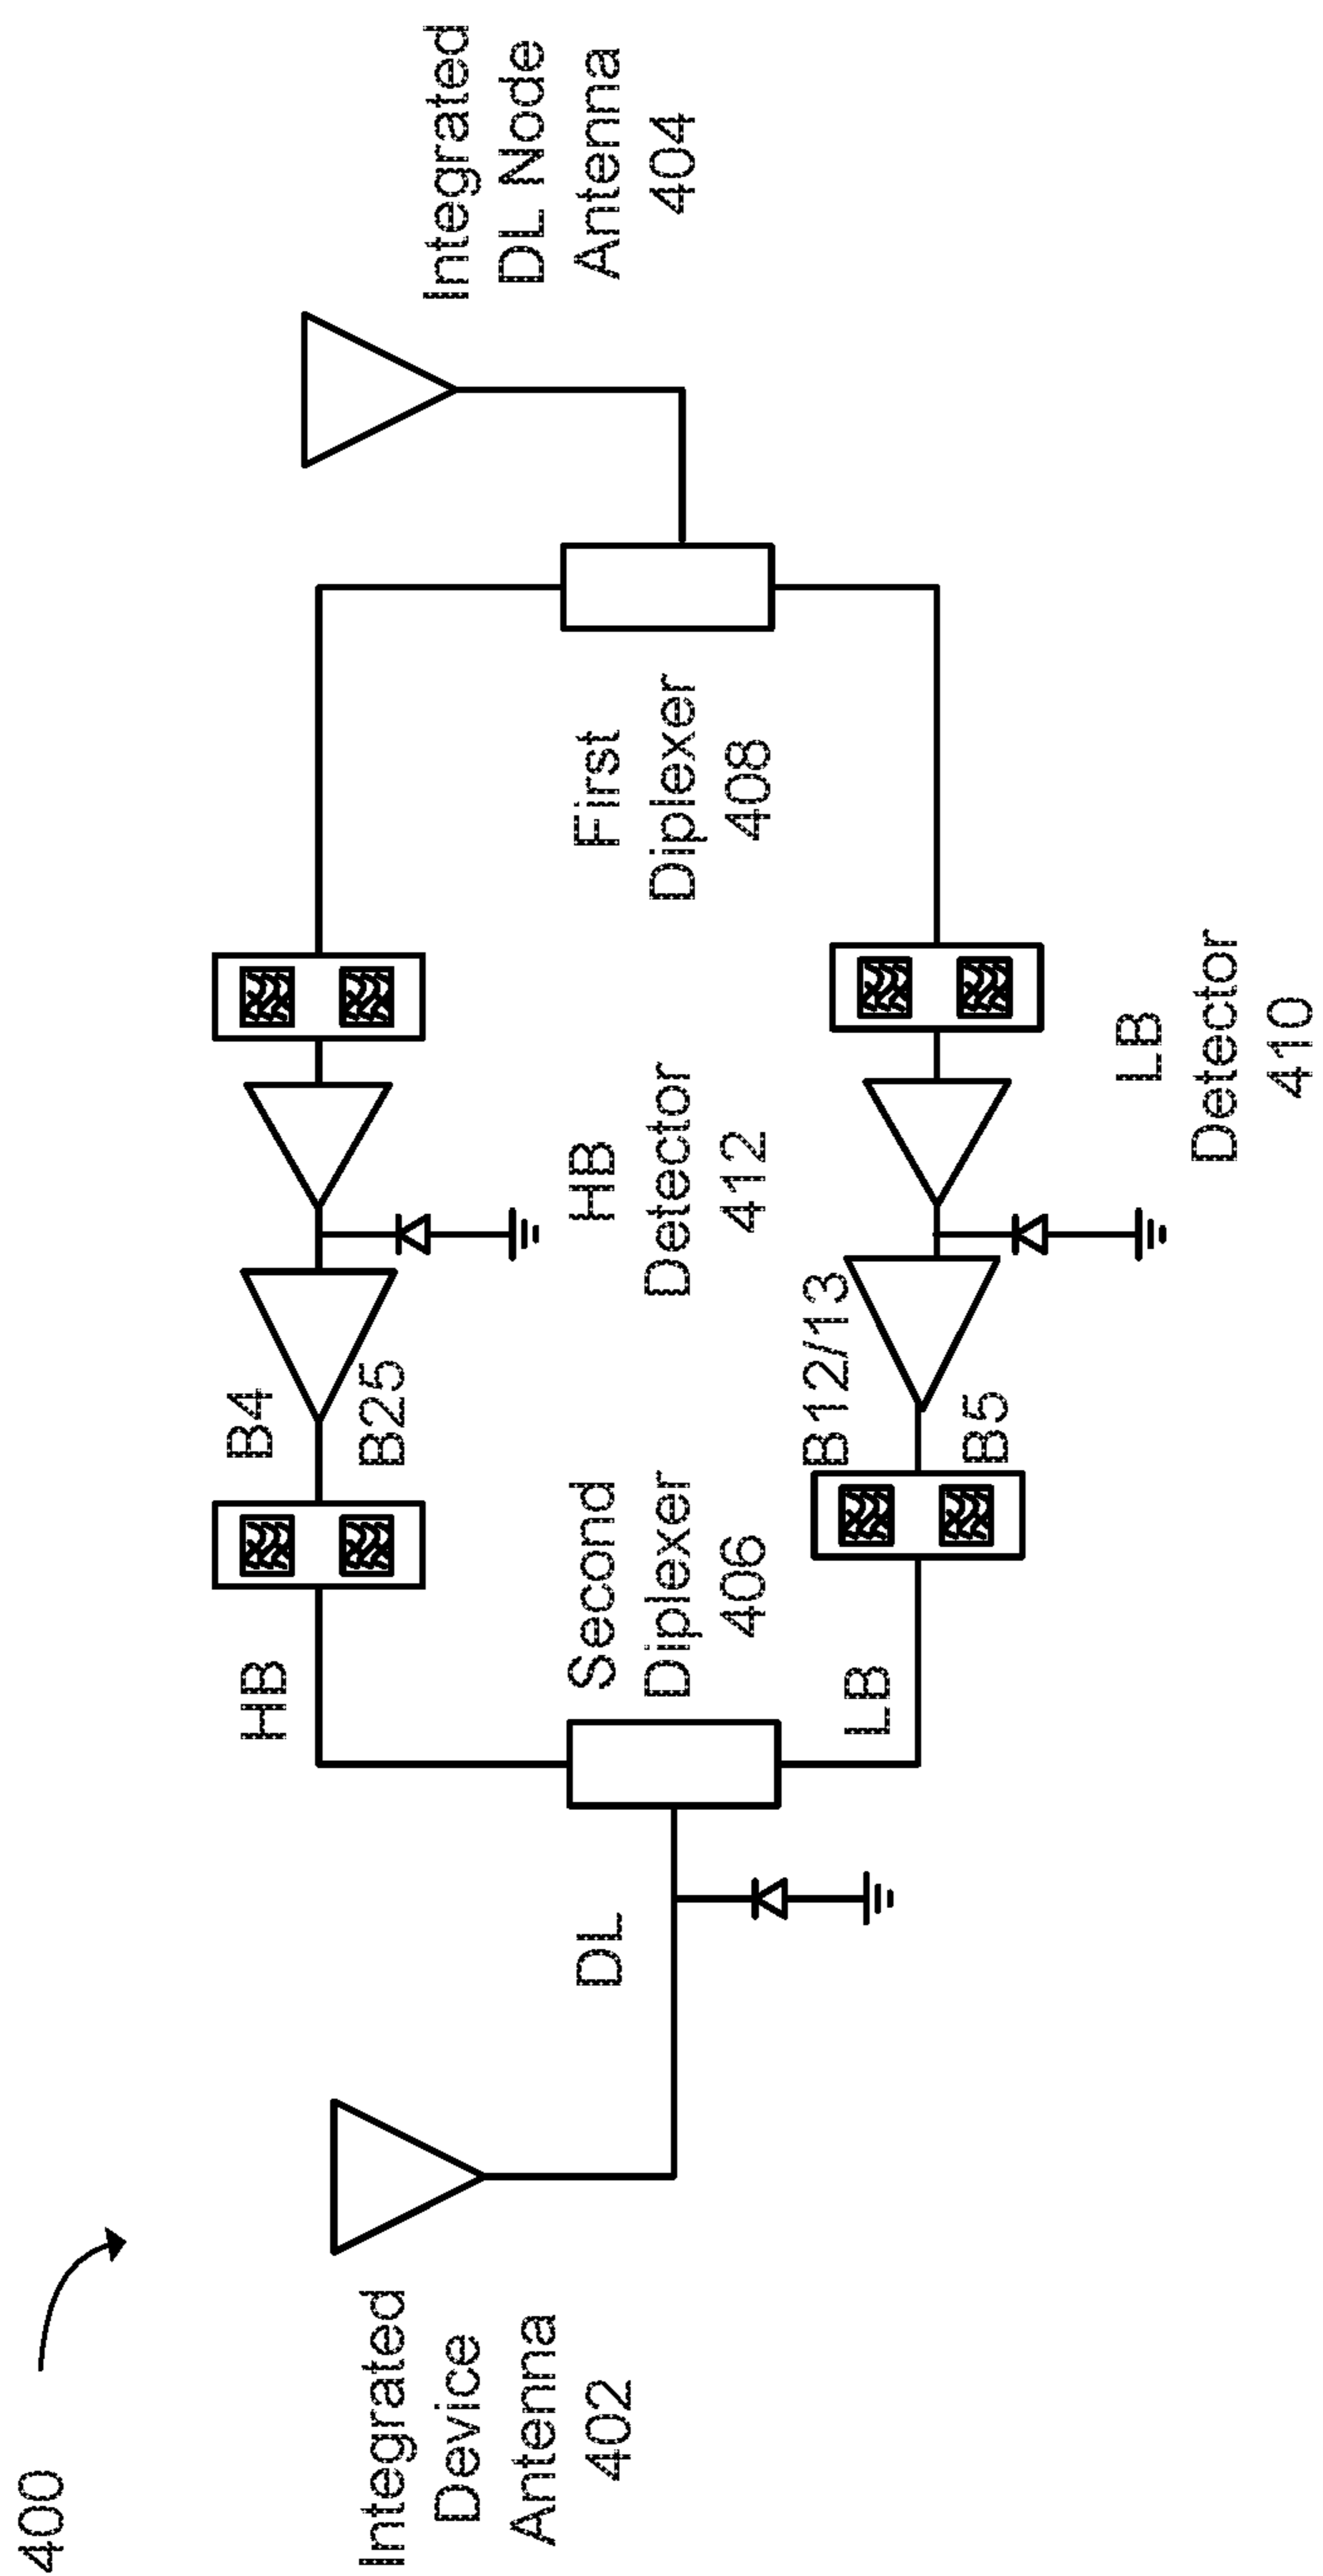 400
Integrated
Device
Antenna
402
DL
HB
LB
Second
Diplexer
406
B4
B25
B12/13
B5
HB
Detector
412
LB
Detector
410
First
Diplexer
408
Integrated
DL Node
Antenna
404